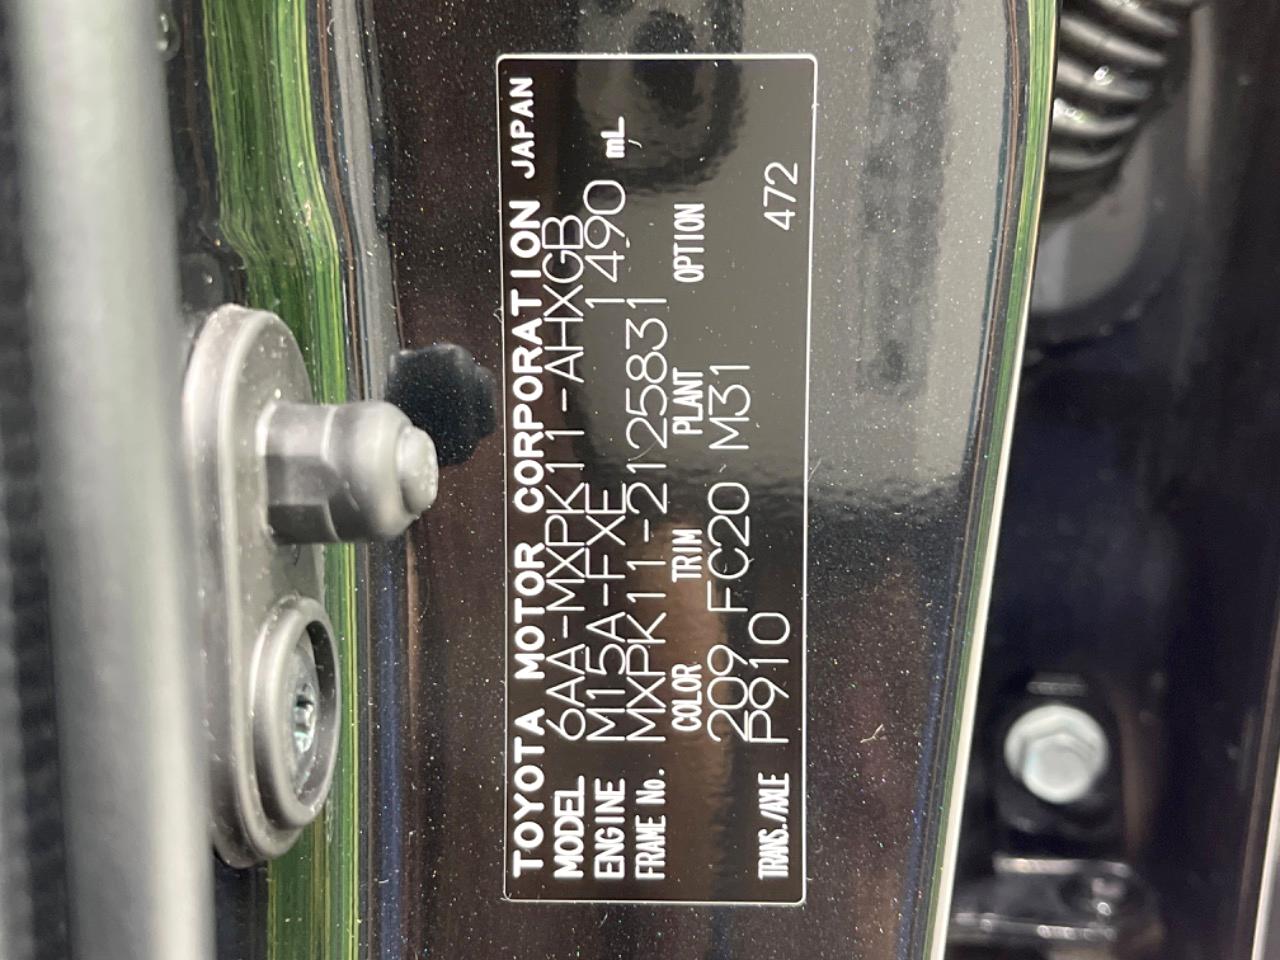 TOYOTA MOTOR CORPORATION JAPAN
MODEL 6AA-MXPK11-AHXGB
ENGINE M15A-FXE 1490 mL
FRAME No. MXPK11-2125831
COLOR TRIM PLANT OPTION
209 FC20 M31
TRANS./AXLE P910 472